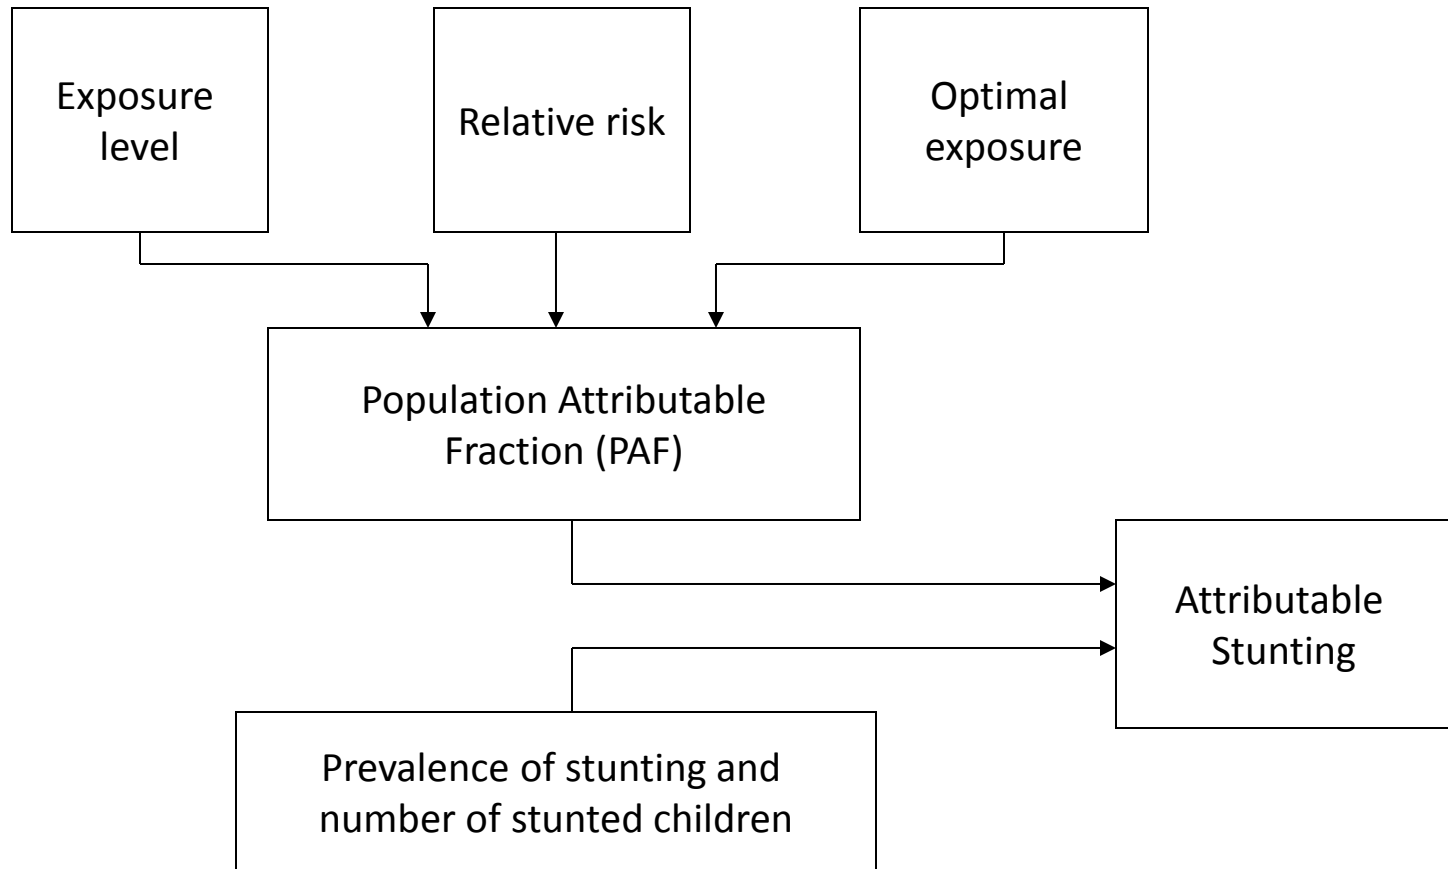 Exposure
level
Relative risk
Optimal
exposure
Population Attributable
Fraction (PAF)
Attributable
Stunting
Prevalence of stunting and
number of stunted children